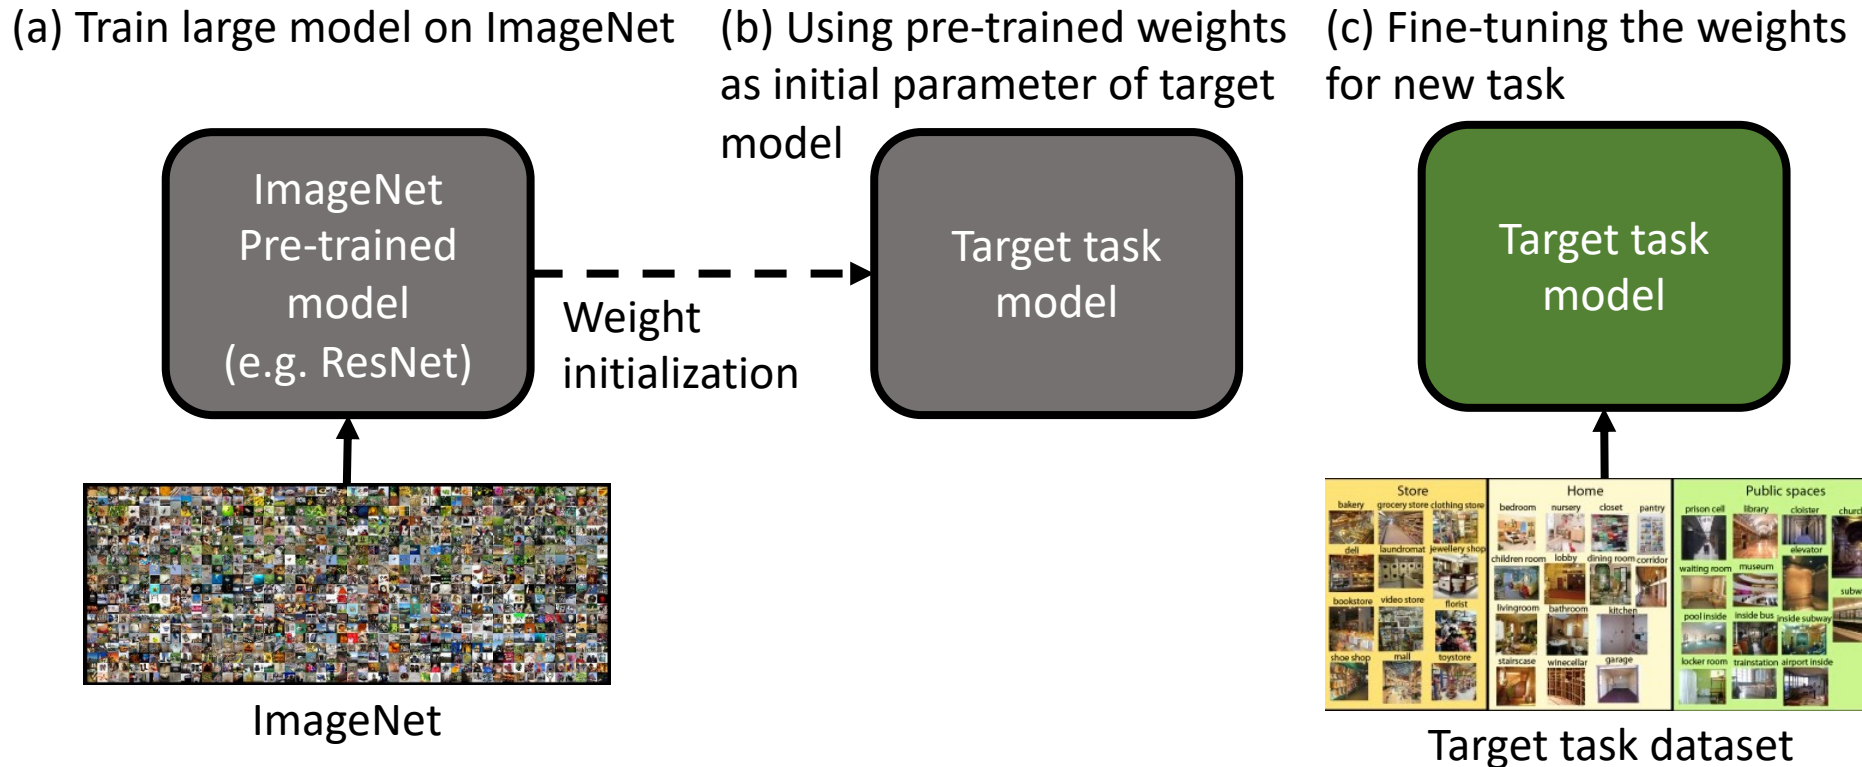 (a) Train large model on ImageNet
(b) Using pre-trained weights
as initial parameter of target
model
(c) Fine-tuning the weights
for new task
ImageNet
Pre-trained
model
(e.g. ResNet)
Weight
initialization
Target task
model
Target task
model
ImageNet
Store
bakery grocery store clothing store
deli laundromat jewellery shop
bookstore video store florist
shoe shop mall toystore
Home
bedroom nursery closet pantry
children room lobby dining room corridor
livingroom bathroom kitchen
stairscase winecellar garage
Public spaces
prison cell library cloister churc
elevator
waiting room museum
subw
pool inside inside bus inside subway
locker room trainstation airport inside
Target task dataset